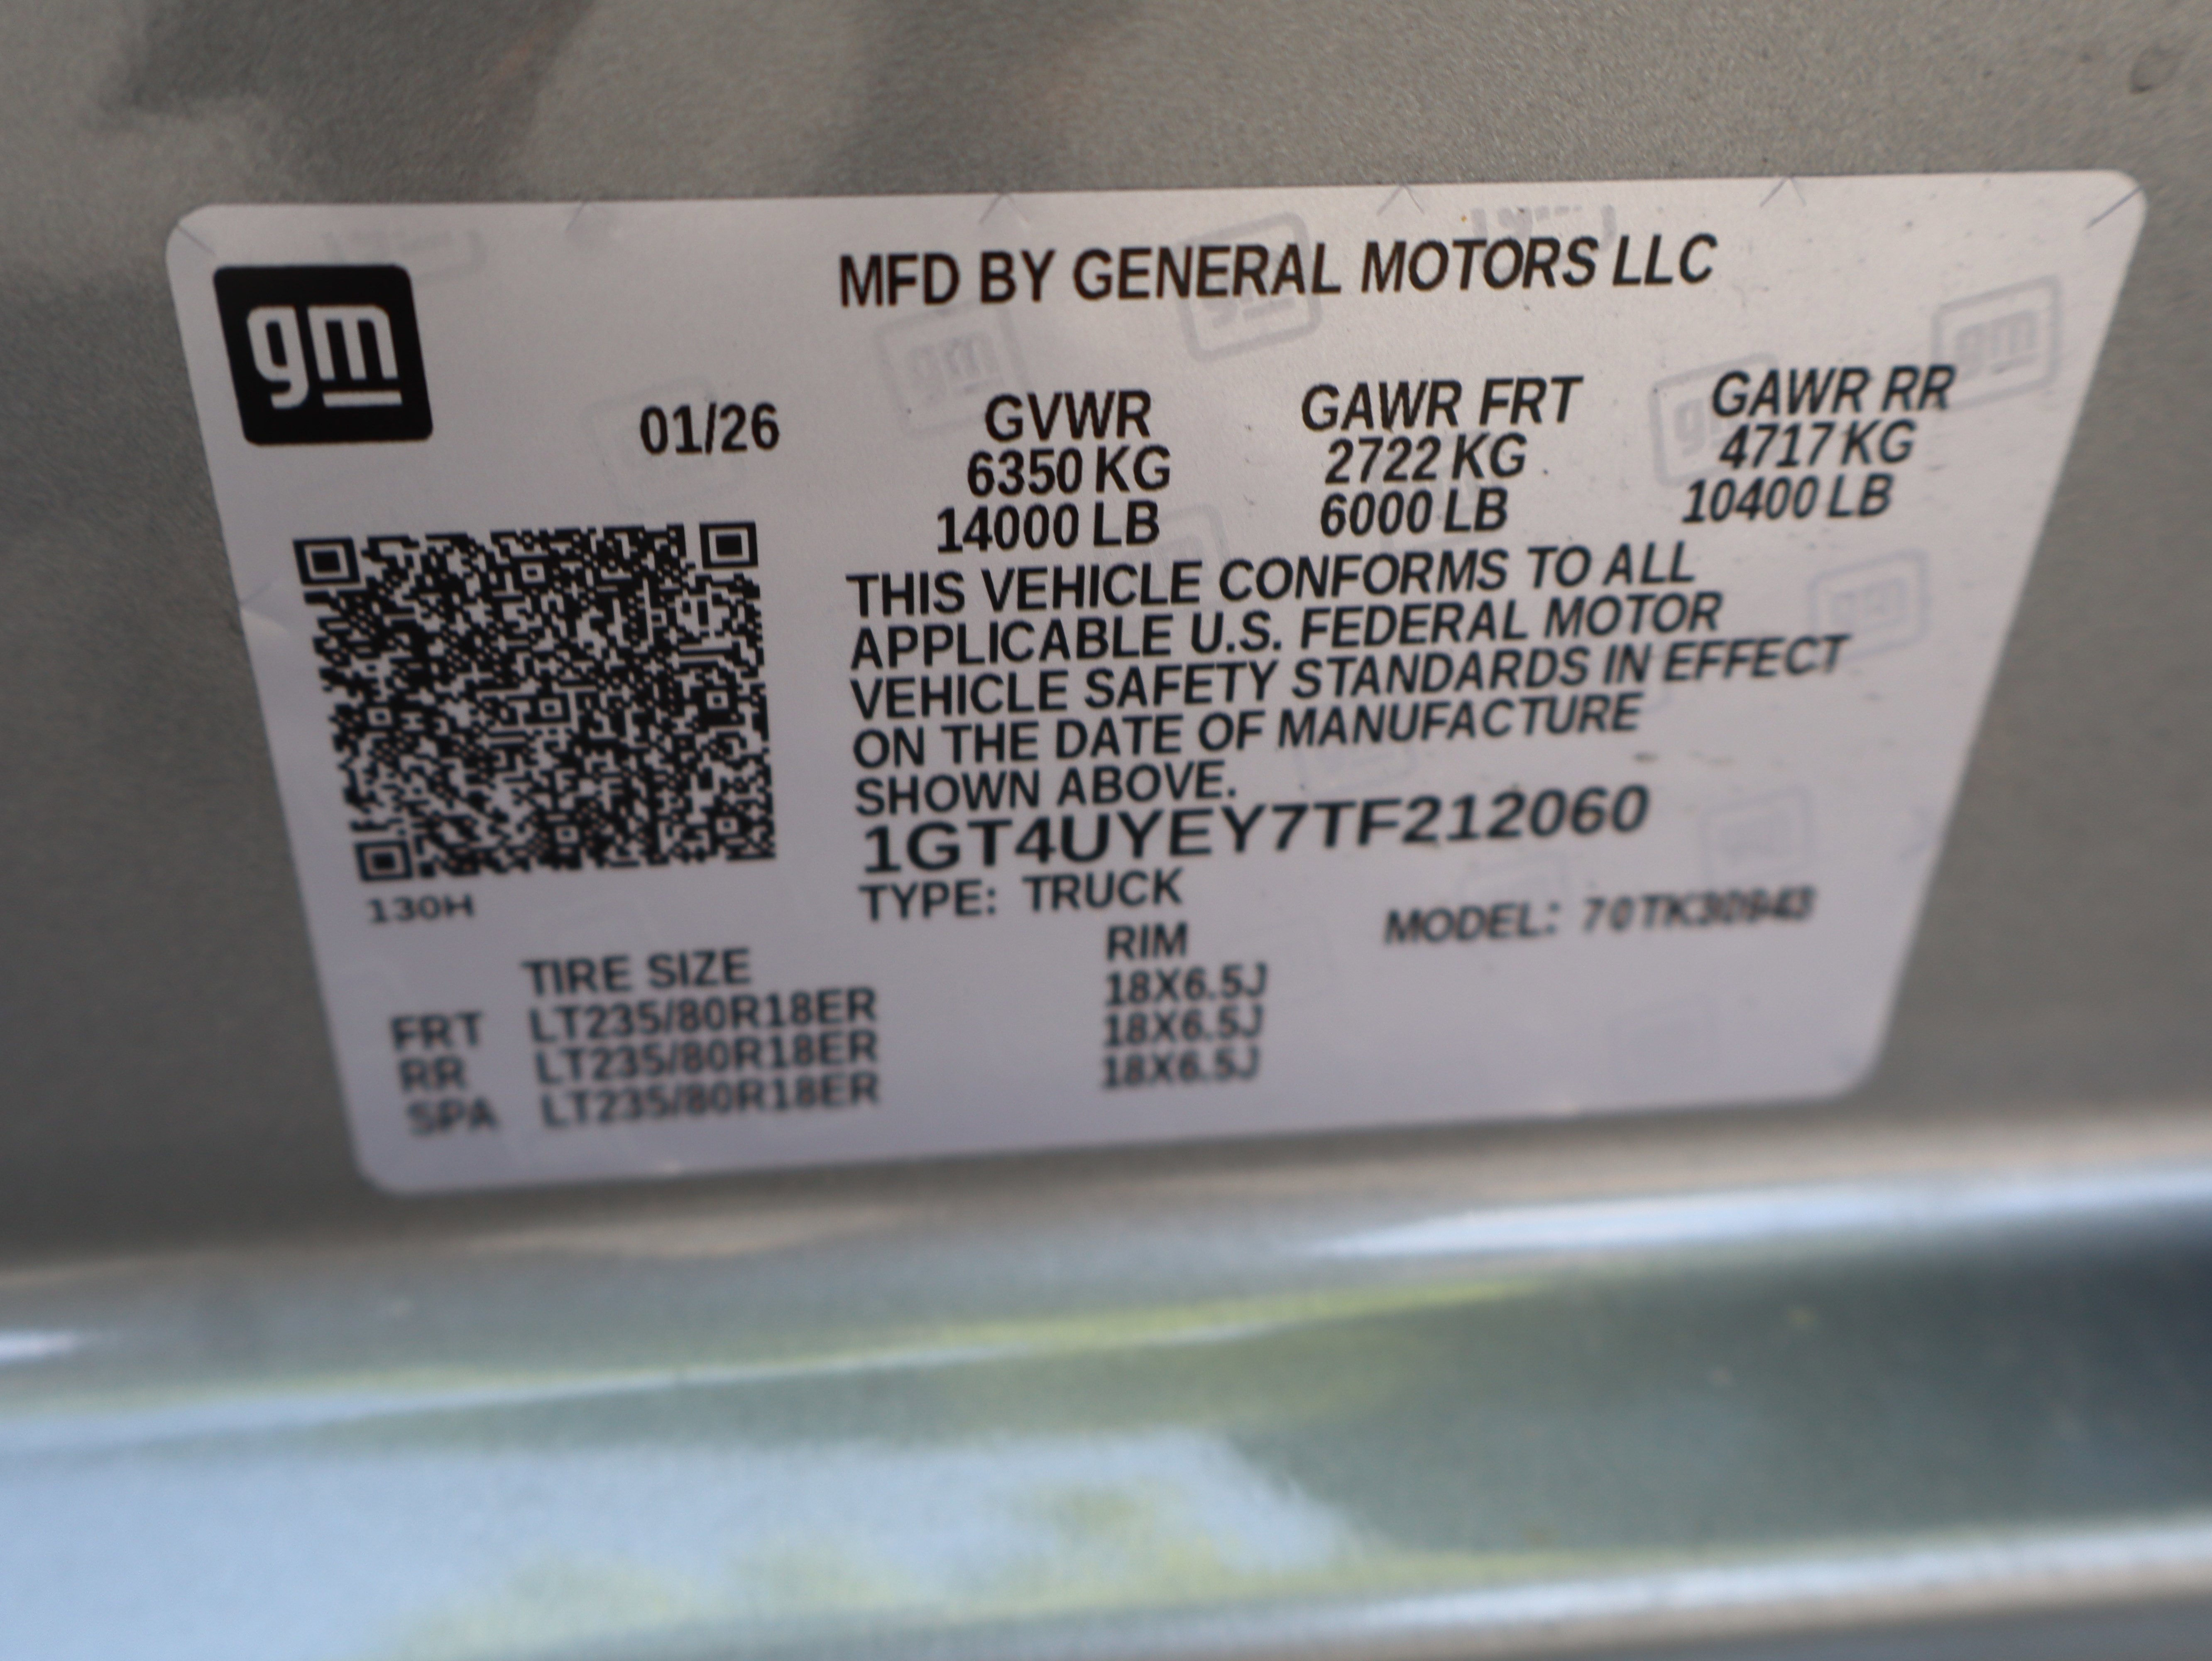 gm
MFD BY GENERAL MOTORS LLC
01/26
GVWR GAWR FRT GAWR RR
6350 KG 2722 KG 4717 KG
14000 LB 6000 LB 10400 LB
THIS VEHICLE CONFORMS TO ALL
APPLICABLE U.S. FEDERAL MOTOR
VEHICLE SAFETY STANDARDS IN EFFECT
ON THE DATE OF MANUFACTURE
SHOWN ABOVE.
1GT4UYEY7TF212060
130H
TYPE: TRUCK MODEL: 70TK30943
TIRE SIZE RIM
FRT LT235/80R18ER 18X6.5J
RR LT235/80R18ER 18X6.5J
SPA LT235/80R18ER 18X6.5J